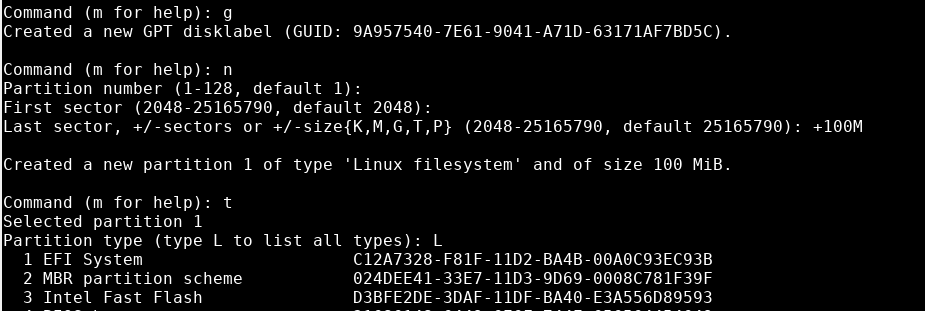 Command (m for help): g
Created a new GPT disklabel (GUID: 9A957540-7E61-9041-A71D-63171AF7BD5C).
Command (m for help): n
Partition number (1-128, default 1):
First sector (2048-25165790, default 2048):
Last sector, +/-sectors or +/-size{K,M,G,T,P} (2048-25165790, default 25165790): +100M
Created a new partition 1 of type 'Linux filesystem' and of size 100 MiB.
Command (m for help): t
Selected partition 1
Partition type (type L to list all types): L
1 EFI System C12A7328-F81F-11D2-BA4B-00A0C93EC93B
2 MBR partition scheme 024DEE41-33E7-11D3-9D69-0008C781F39F
3 Intel Fast Flash D3BFE2DE-3DAF-11DF-BA40-E3A556D89593